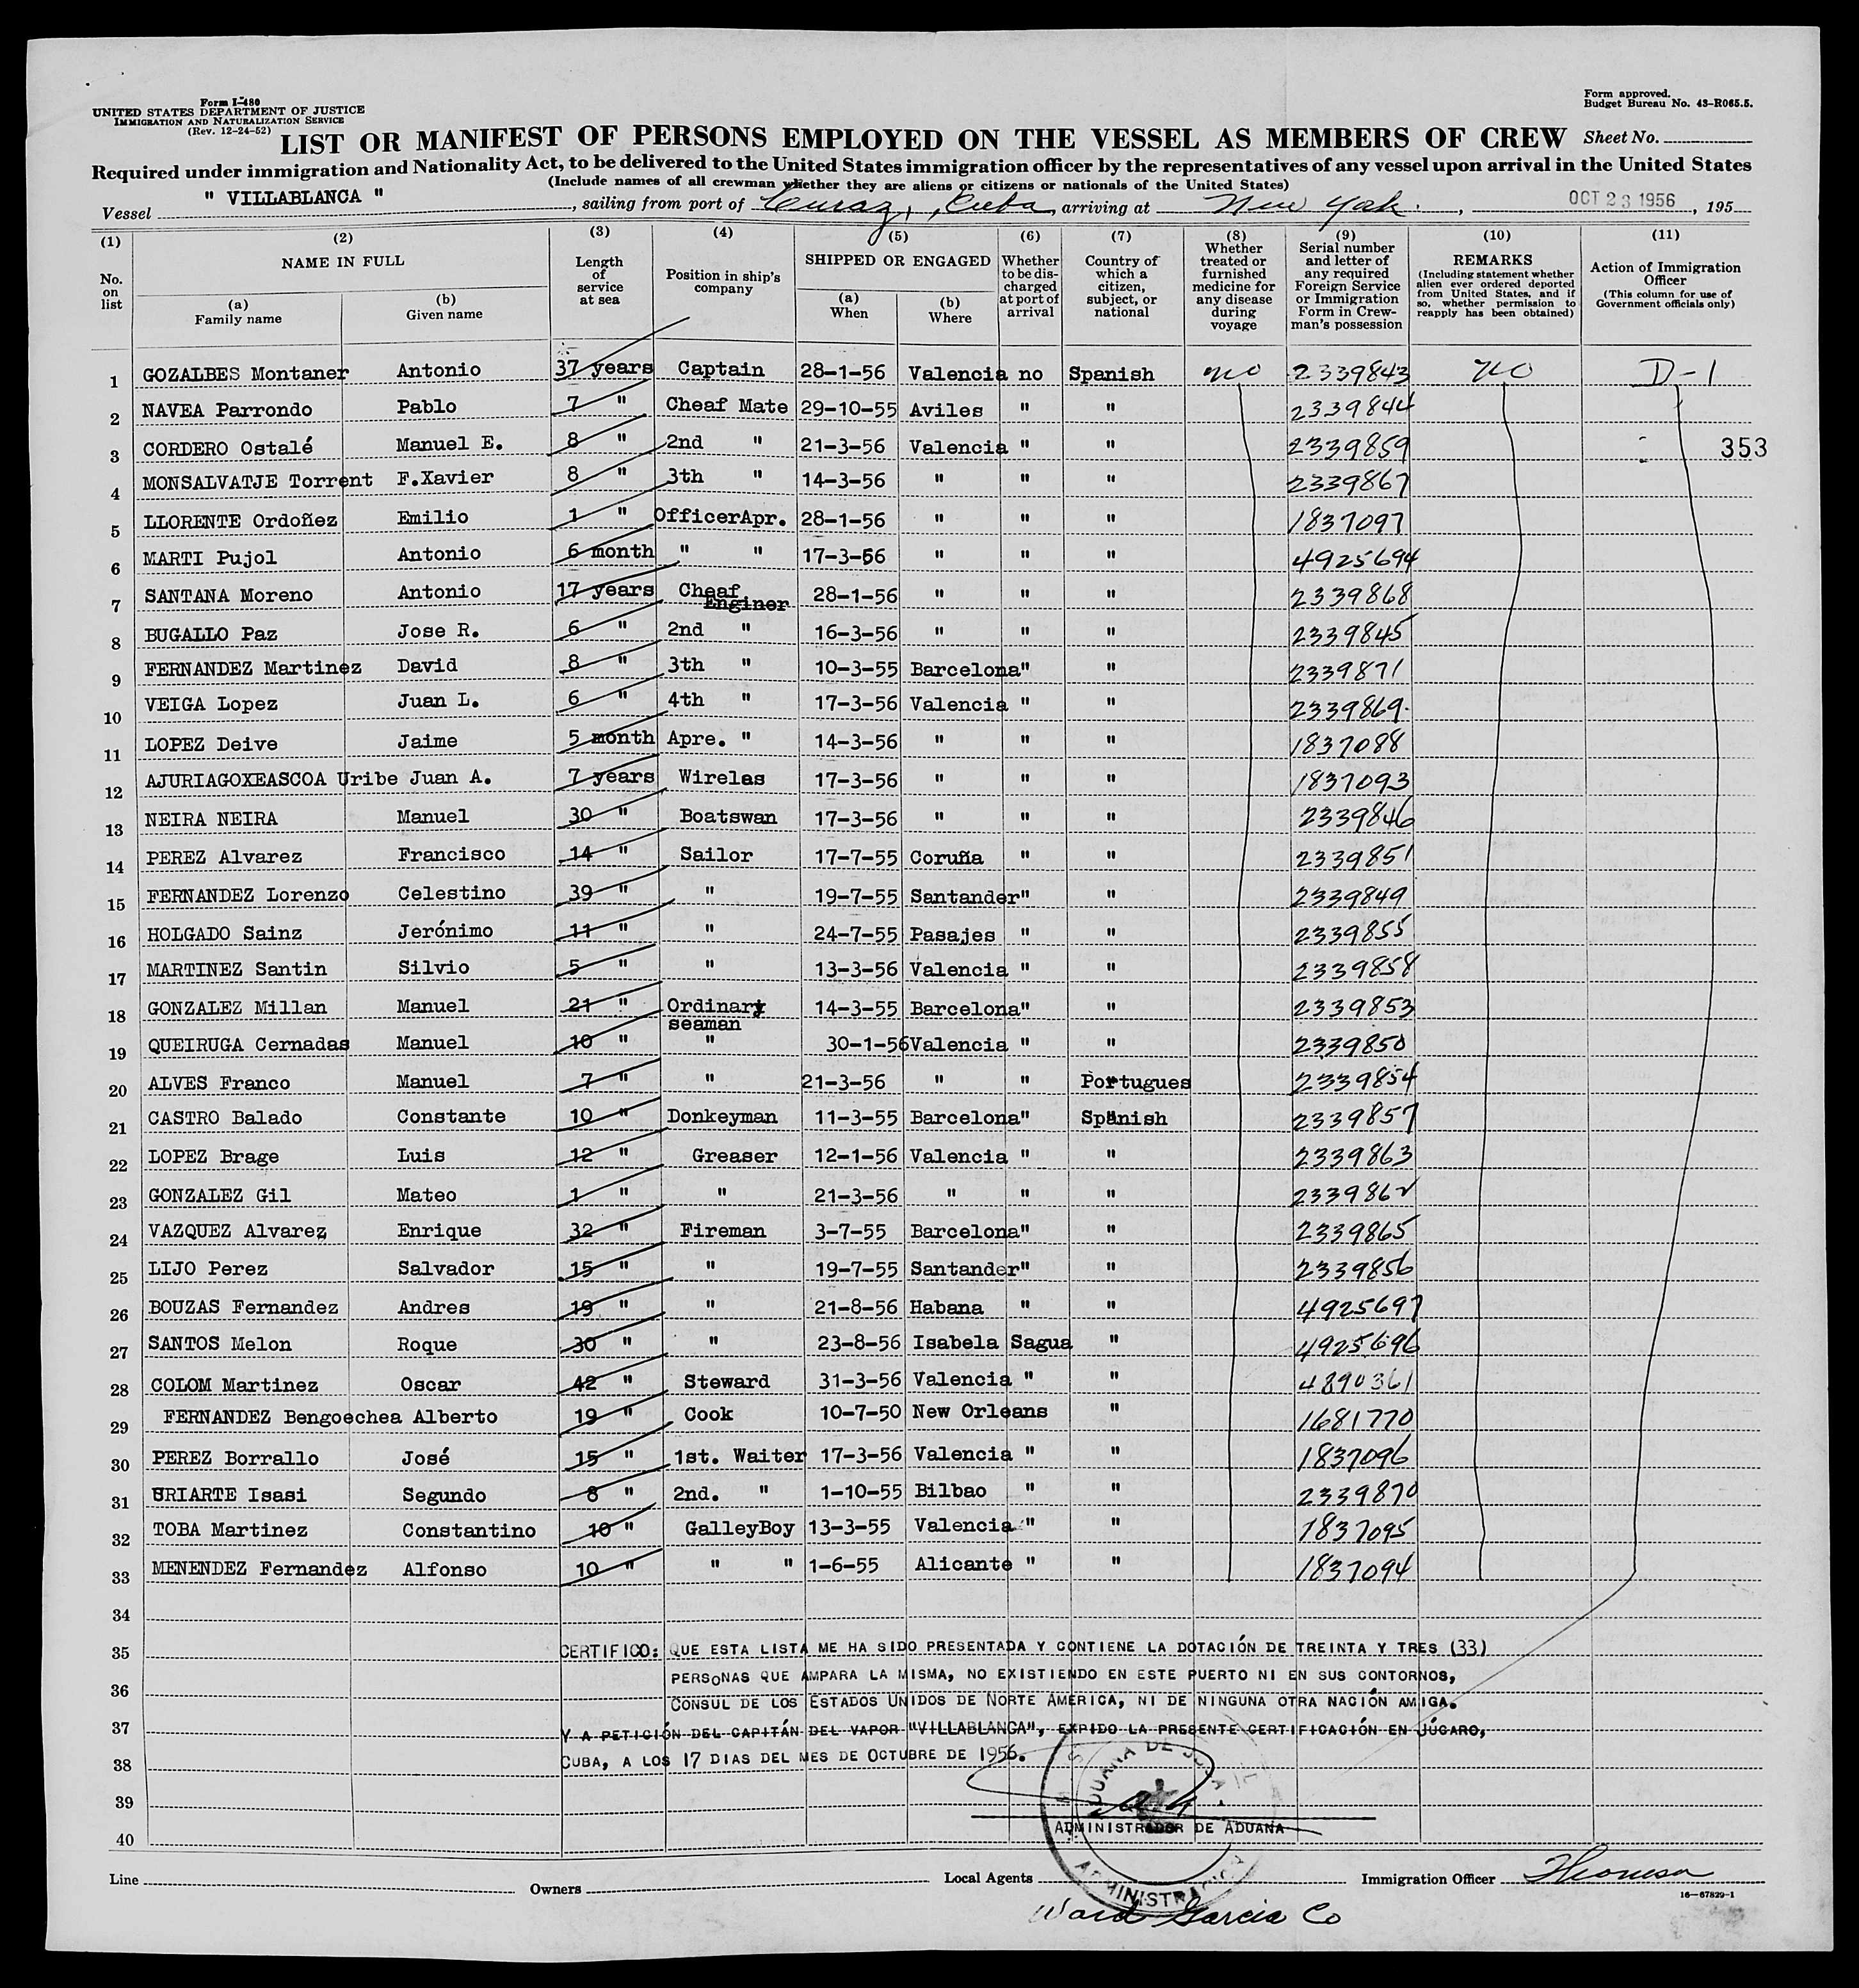 Form I-480
UNITED STATES DEPARTMENT OF JUSTICE
IMMIGRATION AND NATURALIZATION SERVICE
(Rev. 12-24-52)
Form approved.
Budget Bureau No. 43-R065.5.
LIST OR MANIFEST OF PERSONS EMPLOYED ON THE VESSEL AS MEMBERS OF CREW Sheet No.
Required under immigration and Nationality Act, to be delivered to the United States immigration officer by the representatives of any vessel upon arrival in the United States
(Include names of all crewman whether they are aliens or citizens or nationals of the United States)
Vessel " VILLABLANCA ", sailing from port of Cuba, arriving at New York., OCT 23 1956, 195
(1) No. on list
(2) NAME IN FULL (a) Family name (b) Given name
(3) Length of service at sea
(4) Position in ship's company
(5) SHIPPED OR ENGAGED (a) When (b) Where
(6) Whether to be discharged at port of arrival
(7) Country of which a citizen, subject, or national
(8) Whether treated or furnished medicine for any disease during voyage
(9) Serial number and letter of any required Foreign Service or Immigration Form in Crewman's possession
(10) REMARKS (Including statement whether alien ever ordered deported from United States, and if so, whether permission to reapply has been obtained)
(11) Action of Immigration Officer (This column for use of Government officials only)
1 GOZALBES Montaner Antonio 37 years Captain 28-1-56 Valencia no Spanish no 2339843 no D-1
2 NAVEA Parrondo Pablo 7 " Cheaf Mate 29-10-55 Aviles " " 2339844
3 CORDERO Ostalé Manuel E. 8 " 2nd " 21-3-56 Valencia " " 2339859 353
4 MONSALVATJE Torrent F.Xavier 8 " 3th " 14-3-56 " " " 2339867
5 LLORENTE Ordoñez Emilio 1 " OfficerApr. 28-1-56 " " " 1837097
6 MARTI Pujol Antonio 6 month " " 17-3-56 " " " 4925694
7 SANTANA Moreno Antonio 17 years Cheaf Enginer 28-1-56 " " " 2339868
8 BUGALLO Paz Jose R. 6 " 2nd " 16-3-56 " " " 2339845
9 FERNANDEZ Martinez David 8 " 3th " 10-3-55 Barcelona " " 2339871
10 VEIGA Lopez Juan L. 6 " 4th " 17-3-56 Valencia " " 2339869
11 LOPEZ Deive Jaime 5 month Apre. " 14-3-56 " " " 1837088
12 AJURIAGOXEASCOA Uribe Juan A. 7 years Wirelas 17-3-56 " " " 1837093
13 NEIRA NEIRA Manuel 30 " Boatswan 17-3-56 " " " 2339846
14 PEREZ Alvarez Francisco 14 " Sailor 17-7-55 Coruña " " 2339851
15 FERNANDEZ Lorenzo Celestino 39 " " 19-7-55 Santander " " 2339849
16 HOLGADO Sainz Jerónimo 11 " " 24-7-55 Pasajes " " 2339855
17 MARTINEZ Santin Silvio 5 " " 13-3-56 Valencia " " 2339858
18 GONZALEZ Millan Manuel 21 " Ordinary seaman 14-3-55 Barcelona " " 2339853
19 QUEIRUGA Cernadas Manuel 10 " " 30-1-56 Valencia " " 2339850
20 ALVES Franco Manuel 7 " " 21-3-56 " " Portugues 2339854
21 CASTRO Balado Constante 10 " Donkeyman 11-3-55 Barcelona " Spanish 2339857
22 LOPEZ Brage Luis 12 " Greaser 12-1-56 Valencia " " 2339863
23 GONZALEZ Gil Mateo 1 " " 21-3-56 " " " 2339862
24 VAZQUEZ Alvarez Enrique 32 " Fireman 3-7-55 Barcelona " " 2339865
25 LIJO Perez Salvador 15 " " 19-7-55 Santander " " 2339856
26 BOUZAS Fernandez Andres 19 " " 21-8-56 Habana " " 4925697
27 SANTOS Melon Roque 30 " " 23-8-56 Isabela Sagua " 4925696
28 COLOM Martinez Oscar 42 " Steward 31-3-56 Valencia " " 4890361
29 FERNANDEZ Bengoechea Alberto 19 " Cook 10-7-50 New Orleans " 1681770
30 PEREZ Borrallo José 15 " 1st. Waiter 17-3-56 Valencia " " 1837096
31 URIARTE Isasi Segundo 8 " 2nd. " 1-10-55 Bilbao " " 2339870
32 TOBA Martinez Constantino 10 " GalleyBoy 13-3-55 Valencia " " 1837095
33 MENENDEZ Fernandez Alfonso 10 " " " 1-6-55 Alicante " " 1837094
34
35 CERTIFICO: QUE ESTA LISTA ME HA SIDO PRESENTADA Y CONTIENE LA DOTACIÓN DE TREINTA Y TRES (33)
PERSONAS QUE AMPARA LA MISMA, NO EXISTIENDO EN ESTE PUERTO NI EN SUS CONTORNOS,
36 CONSUL DE LOS ESTADOS UNIDOS DE NORTE AMÉRICA, NI DE NINGUNA OTRA NACIÓN AMIGA.
37 Y A PETICIÓN DEL CAPITÁN DEL VAPOR "VILLABLANCA", EXPIDO LA PRESENTE CERTIFICACIÓN EN JÚCARO,
38 CUBA, A LOS 17 DIAS DEL MES DE OCTUBRE DE 1956.
39
ADUANA DE
ADMINISTRADOR DE ADUANA
40
ADMINISTRACION
Line Owners Local Agents Immigration Officer Thomson
16-67829-1
Ward Garcia Co